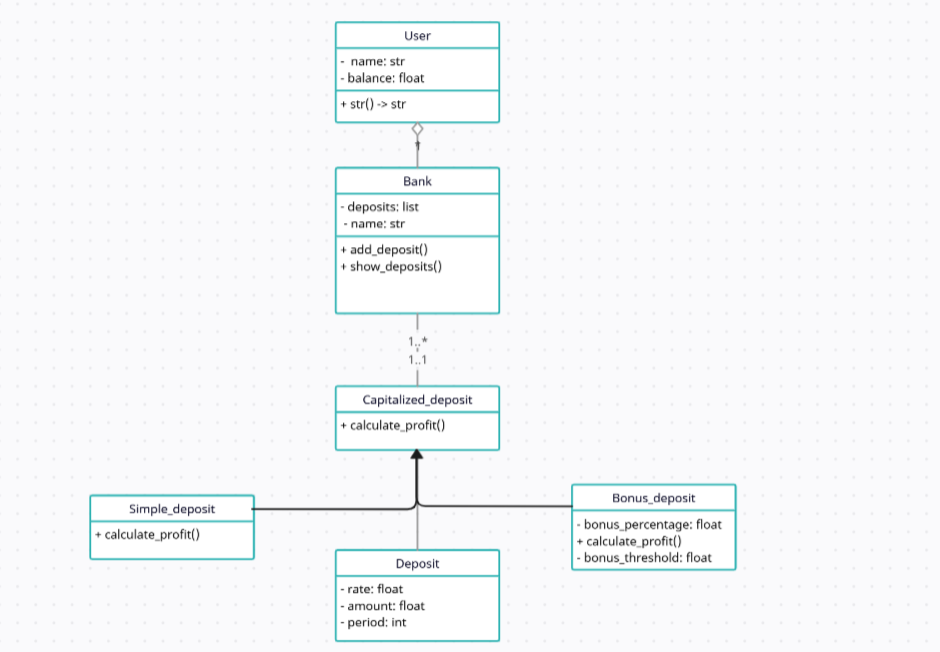 User
- name: str
- balance: float
+ str() -> str
Bank
- deposits: list
- name: str
+ add_deposit()
+ show_deposits()
1..*
1..1
Capitalized_deposit
+ calculate_profit()
Simple_deposit
+ calculate_profit()
Bonus_deposit
- bonus_percentage: float
+ calculate_profit()
- bonus_threshold: float
Deposit
- rate: float
- amount: float
- period: int